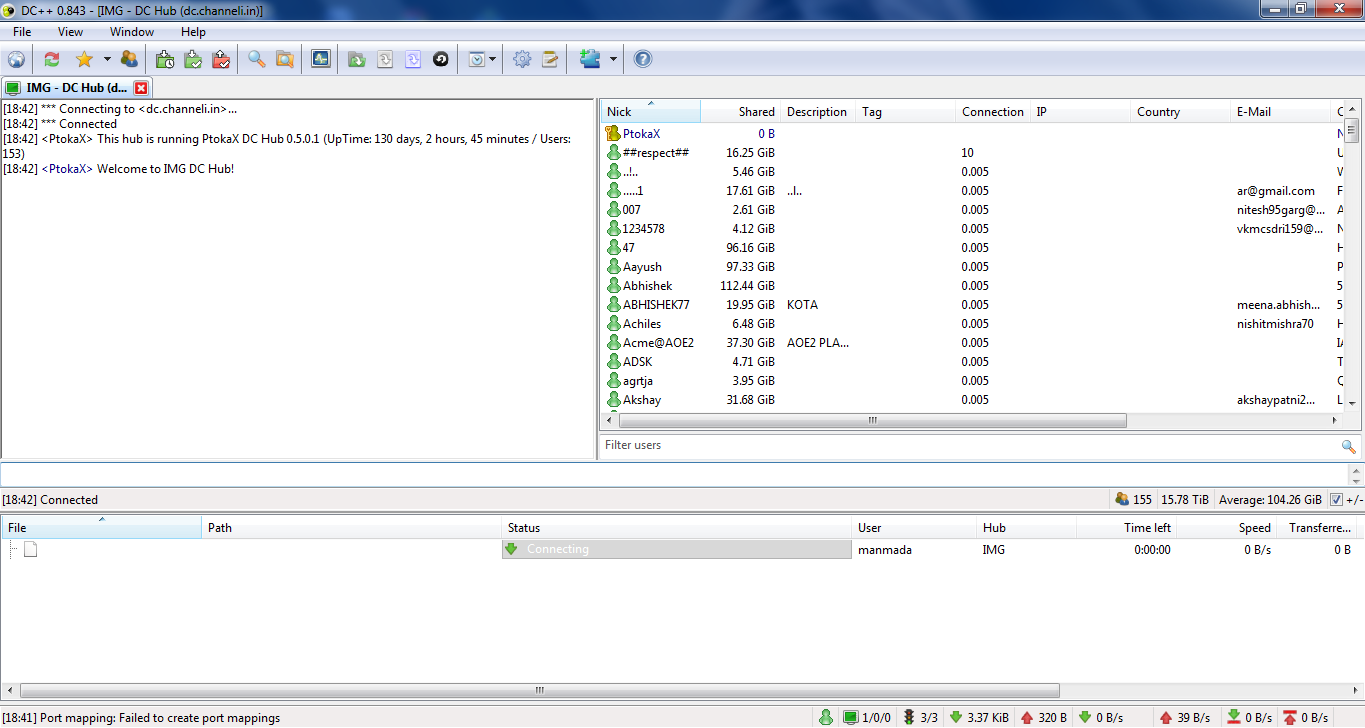 DC++ 0.843 - [IMG - DC Hub (dc.channeli.in)]
File View Window Help
IMG - DC Hub (d...
[18:42] *** Connecting to <dc.channeli.in>...
[18:42] *** Connected
[18:42] <PtokaX> This hub is running PtokaX DC Hub 0.5.0.1 (UpTime: 130 days, 2 hours, 45 minutes / Users:
153)
[18:42] <PtokaX> Welcome to IMG DC Hub!
Nick Shared Description Tag Connection IP Country E-Mail C
PtokaX 0 B N
##respect## 16.25 GiB 10 U
..!.. 5.46 GiB 0.005 W
.....1 17.61 GiB ..I.. 0.005 ar@gmail.com F
007 2.61 GiB 0.005 nitesh95garg@... A
1234578 4.12 GiB 0.005 vkmcsdri159@... N
47 96.16 GiB 0.005 H
Aayush 97.33 GiB 0.005 P
Abhishek 112.44 GiB 0.005 5
ABHISHEK77 19.95 GiB KOTA 0.005 meena.abhish... 5
Achiles 6.48 GiB 0.005 nishitmishra70 H
Acme@AOE2 37.30 GiB AOE2 PLA... 0.005 IA
ADSK 4.71 GiB 0.005 T
agrtja 3.95 GiB 0.005 Q
Akshay 31.68 GiB 0.005 akshaypatni2... L
Filter users
[18:42] Connected 155 15.78 TiB Average: 104.26 GiB +/-
File Path Status User Hub Time left Speed Transferre...
Connecting manmada IMG 0:00:00 0 B/s 0 B
[18:41] Port mapping: Failed to create port mappings 1/0/0 3/3 3.37 KiB 320 B 0 B/s 39 B/s 0 B/s 0 B/s